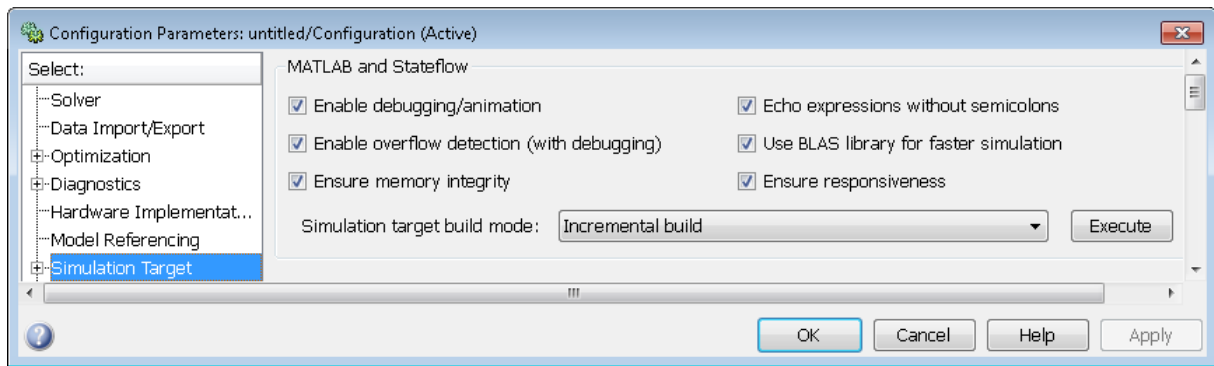 Configuration Parameters: untitled/Configuration (Active)
Select:
Solver
Data Import/Export
Optimization
Diagnostics
Hardware Implementat...
Model Referencing
Simulation Target
MATLAB and Stateflow
Enable debugging/animation
Echo expressions without semicolons
Enable overflow detection (with debugging)
Use BLAS library for faster simulation
Ensure memory integrity
Ensure responsiveness
Simulation target build mode: Incremental build Execute
OK Cancel Help Apply